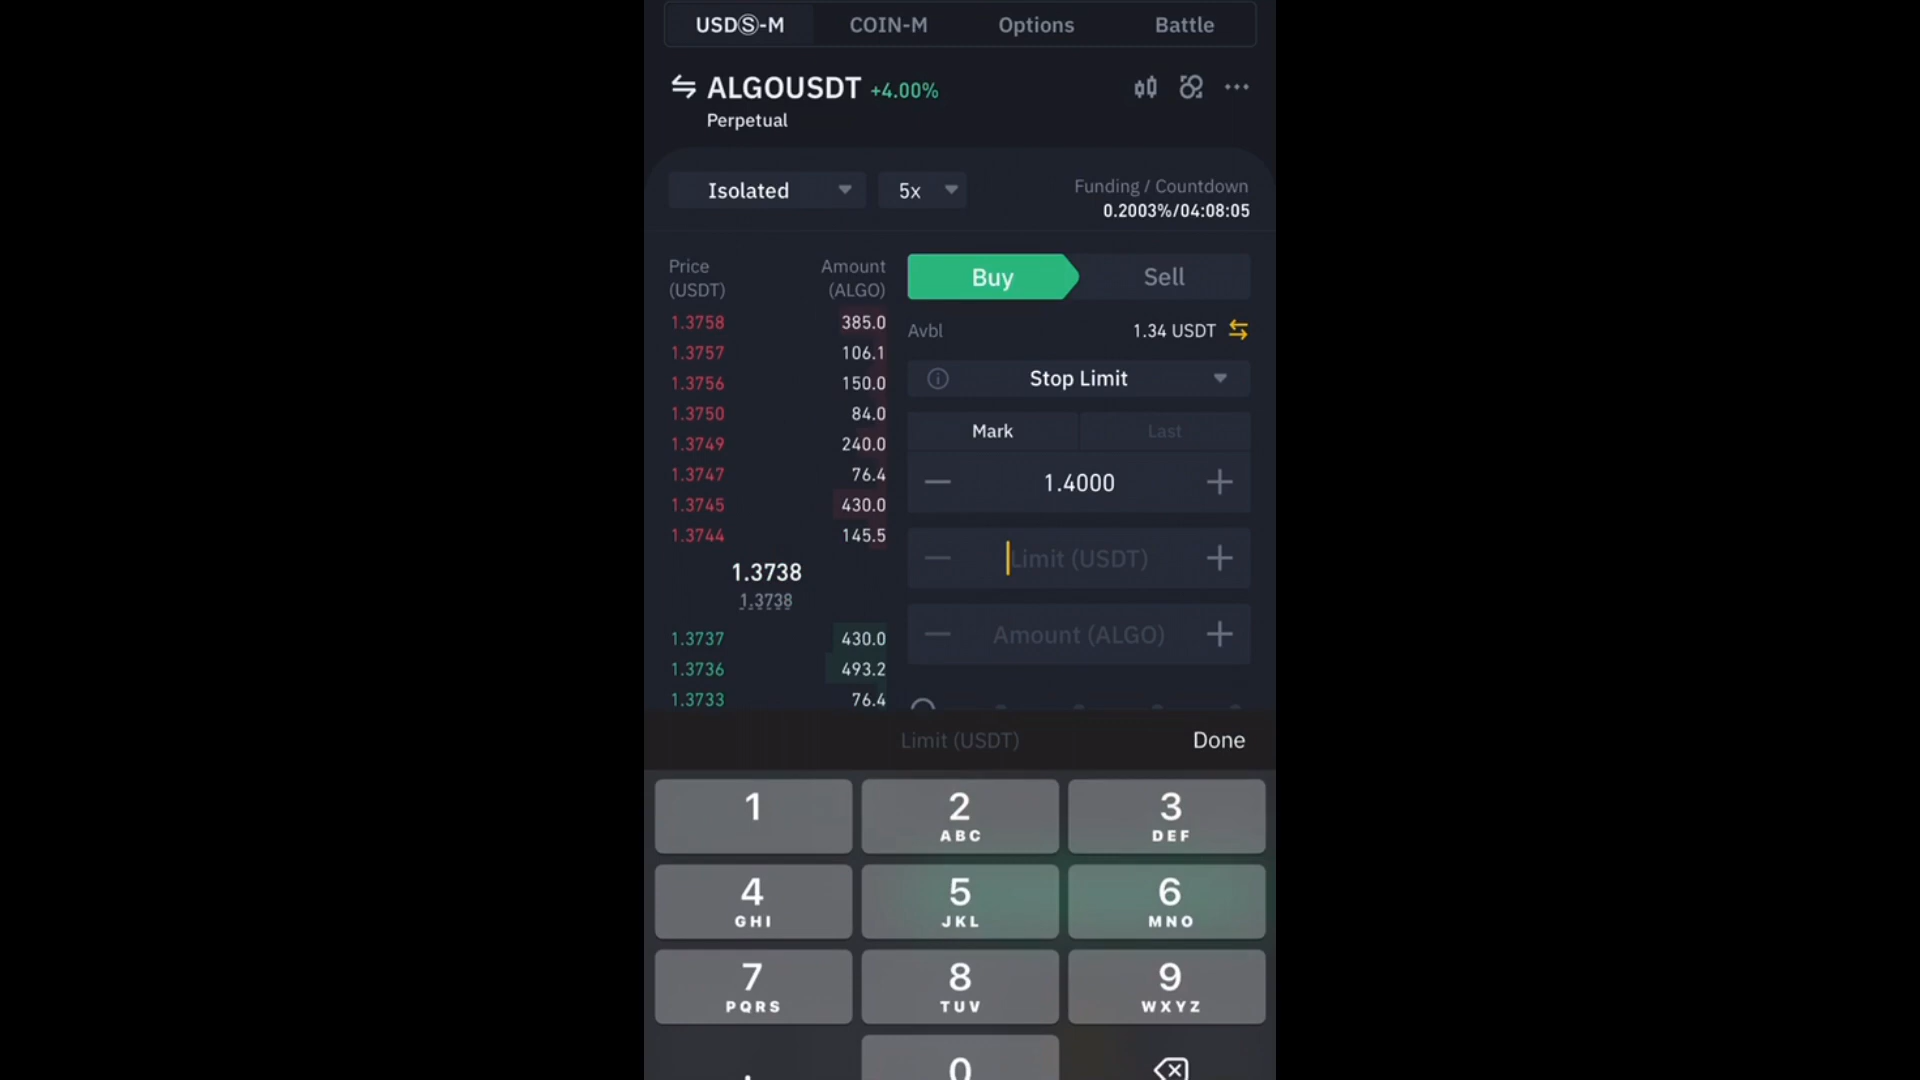 USDⓈ-M COIN-M Options Battle
ALGOUSDT +4.00%
Perpetual
Isolated 5x
Funding / Countdown
0.2003%/04:08:05
Price Amount
(USDT) (ALGO)
1.3758 385.0
1.3757 106.1
1.3756 150.0
1.3750 84.0
1.3749 240.0
1.3747 76.4
1.3745 430.0
1.3744 145.5
1.3738
1.3738
1.3737 430.0
1.3736 493.2
1.3733 76.4
Buy Sell
Avbl 1.34 USDT
Stop Limit
Mark Last
1.4000
Limit (USDT)
Amount (ALGO)
Limit (USDT) Done
1 2 3
ABC DEF
4 5 6
GHI JKL MNO
7 8 9
PQRS TUV WXYZ
. 0